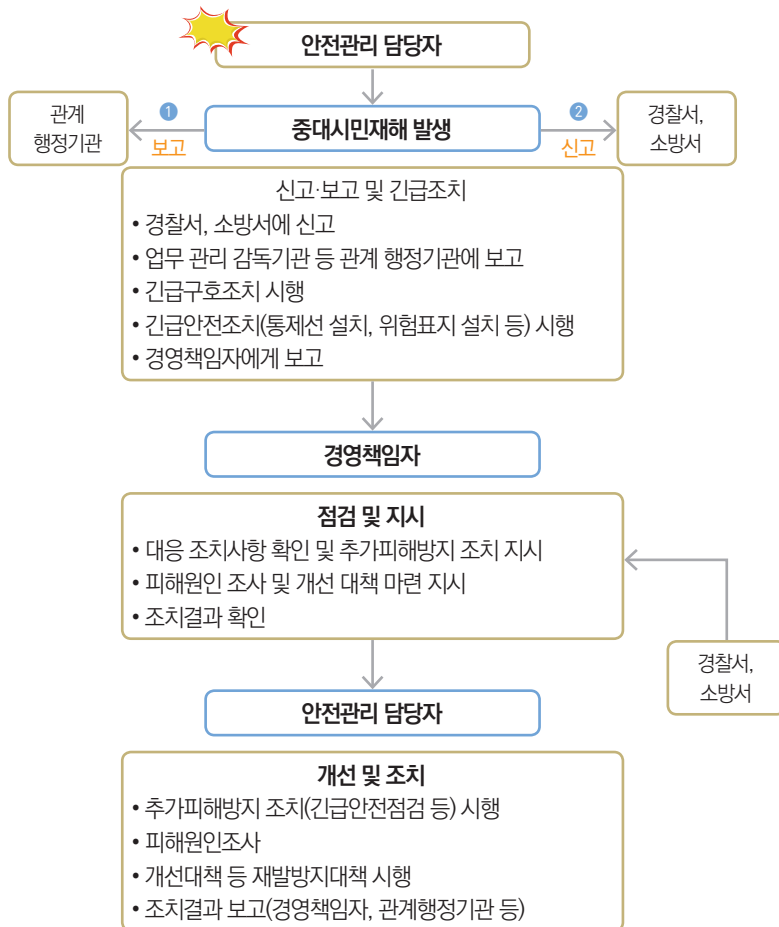 안전관리 담당자
관계
행정기관
❶
보고
중대시민재해 발생
❷
신고
경찰서,
소방서
신고·보고 및 긴급조치
• 경찰서, 소방서에 신고
• 업무 관리 감독기관 등 관계 행정기관에 보고
• 긴급구호조치 시행
• 긴급안전조치(통제선 설치, 위험표지 설치 등) 시행
• 경영책임자에게 보고
경영책임자
점검 및 지시
• 대응 조치사항 확인 및 추가피해방지 조치 지시
• 피해원인 조사 및 개선 대책 마련 지시
• 조치결과 확인
경찰서,
소방서
안전관리 담당자
개선 및 조치
• 추가피해방지 조치(긴급안전점검 등) 시행
• 피해원인조사
• 개선대책 등 재발방지대책 시행
• 조치결과 보고(경영책임자, 관계행정기관 등)